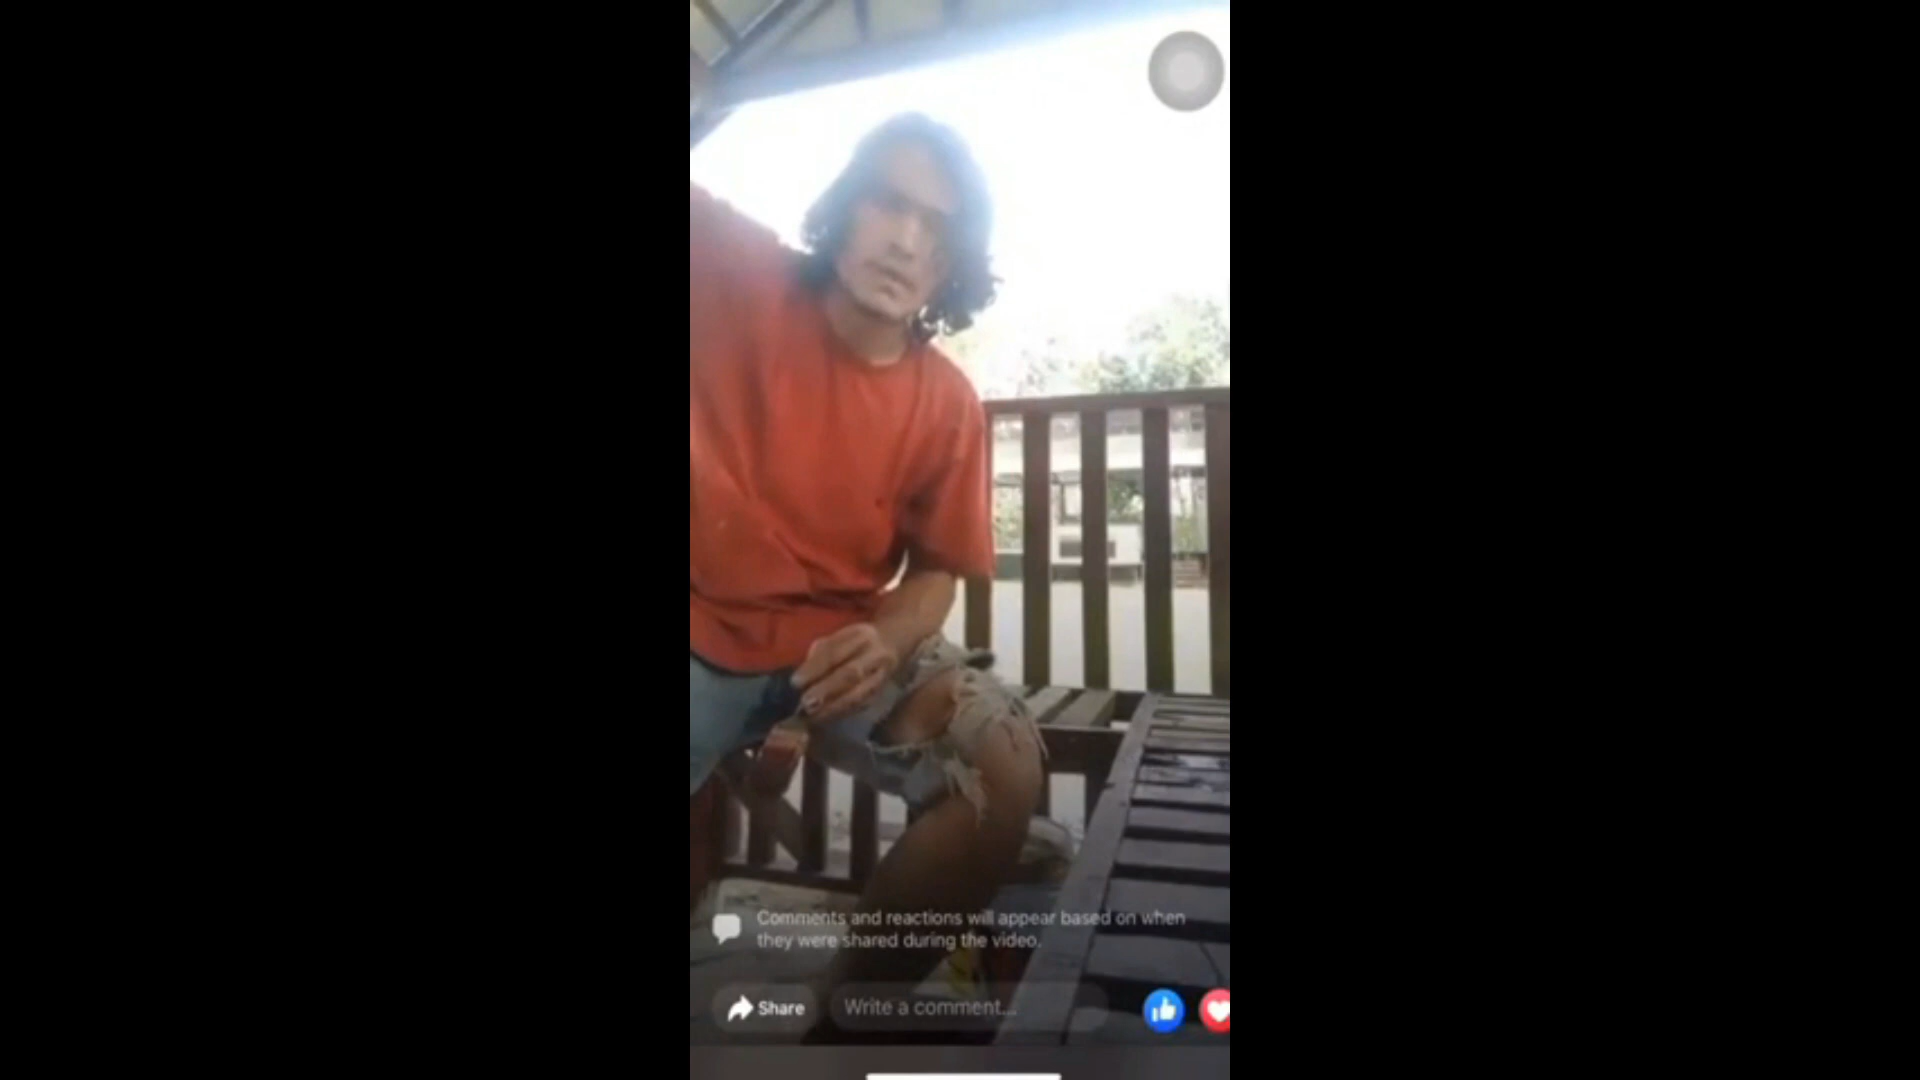 Comments and reactions will appear based on when
they were shared during the video.
Share
Write a comment...